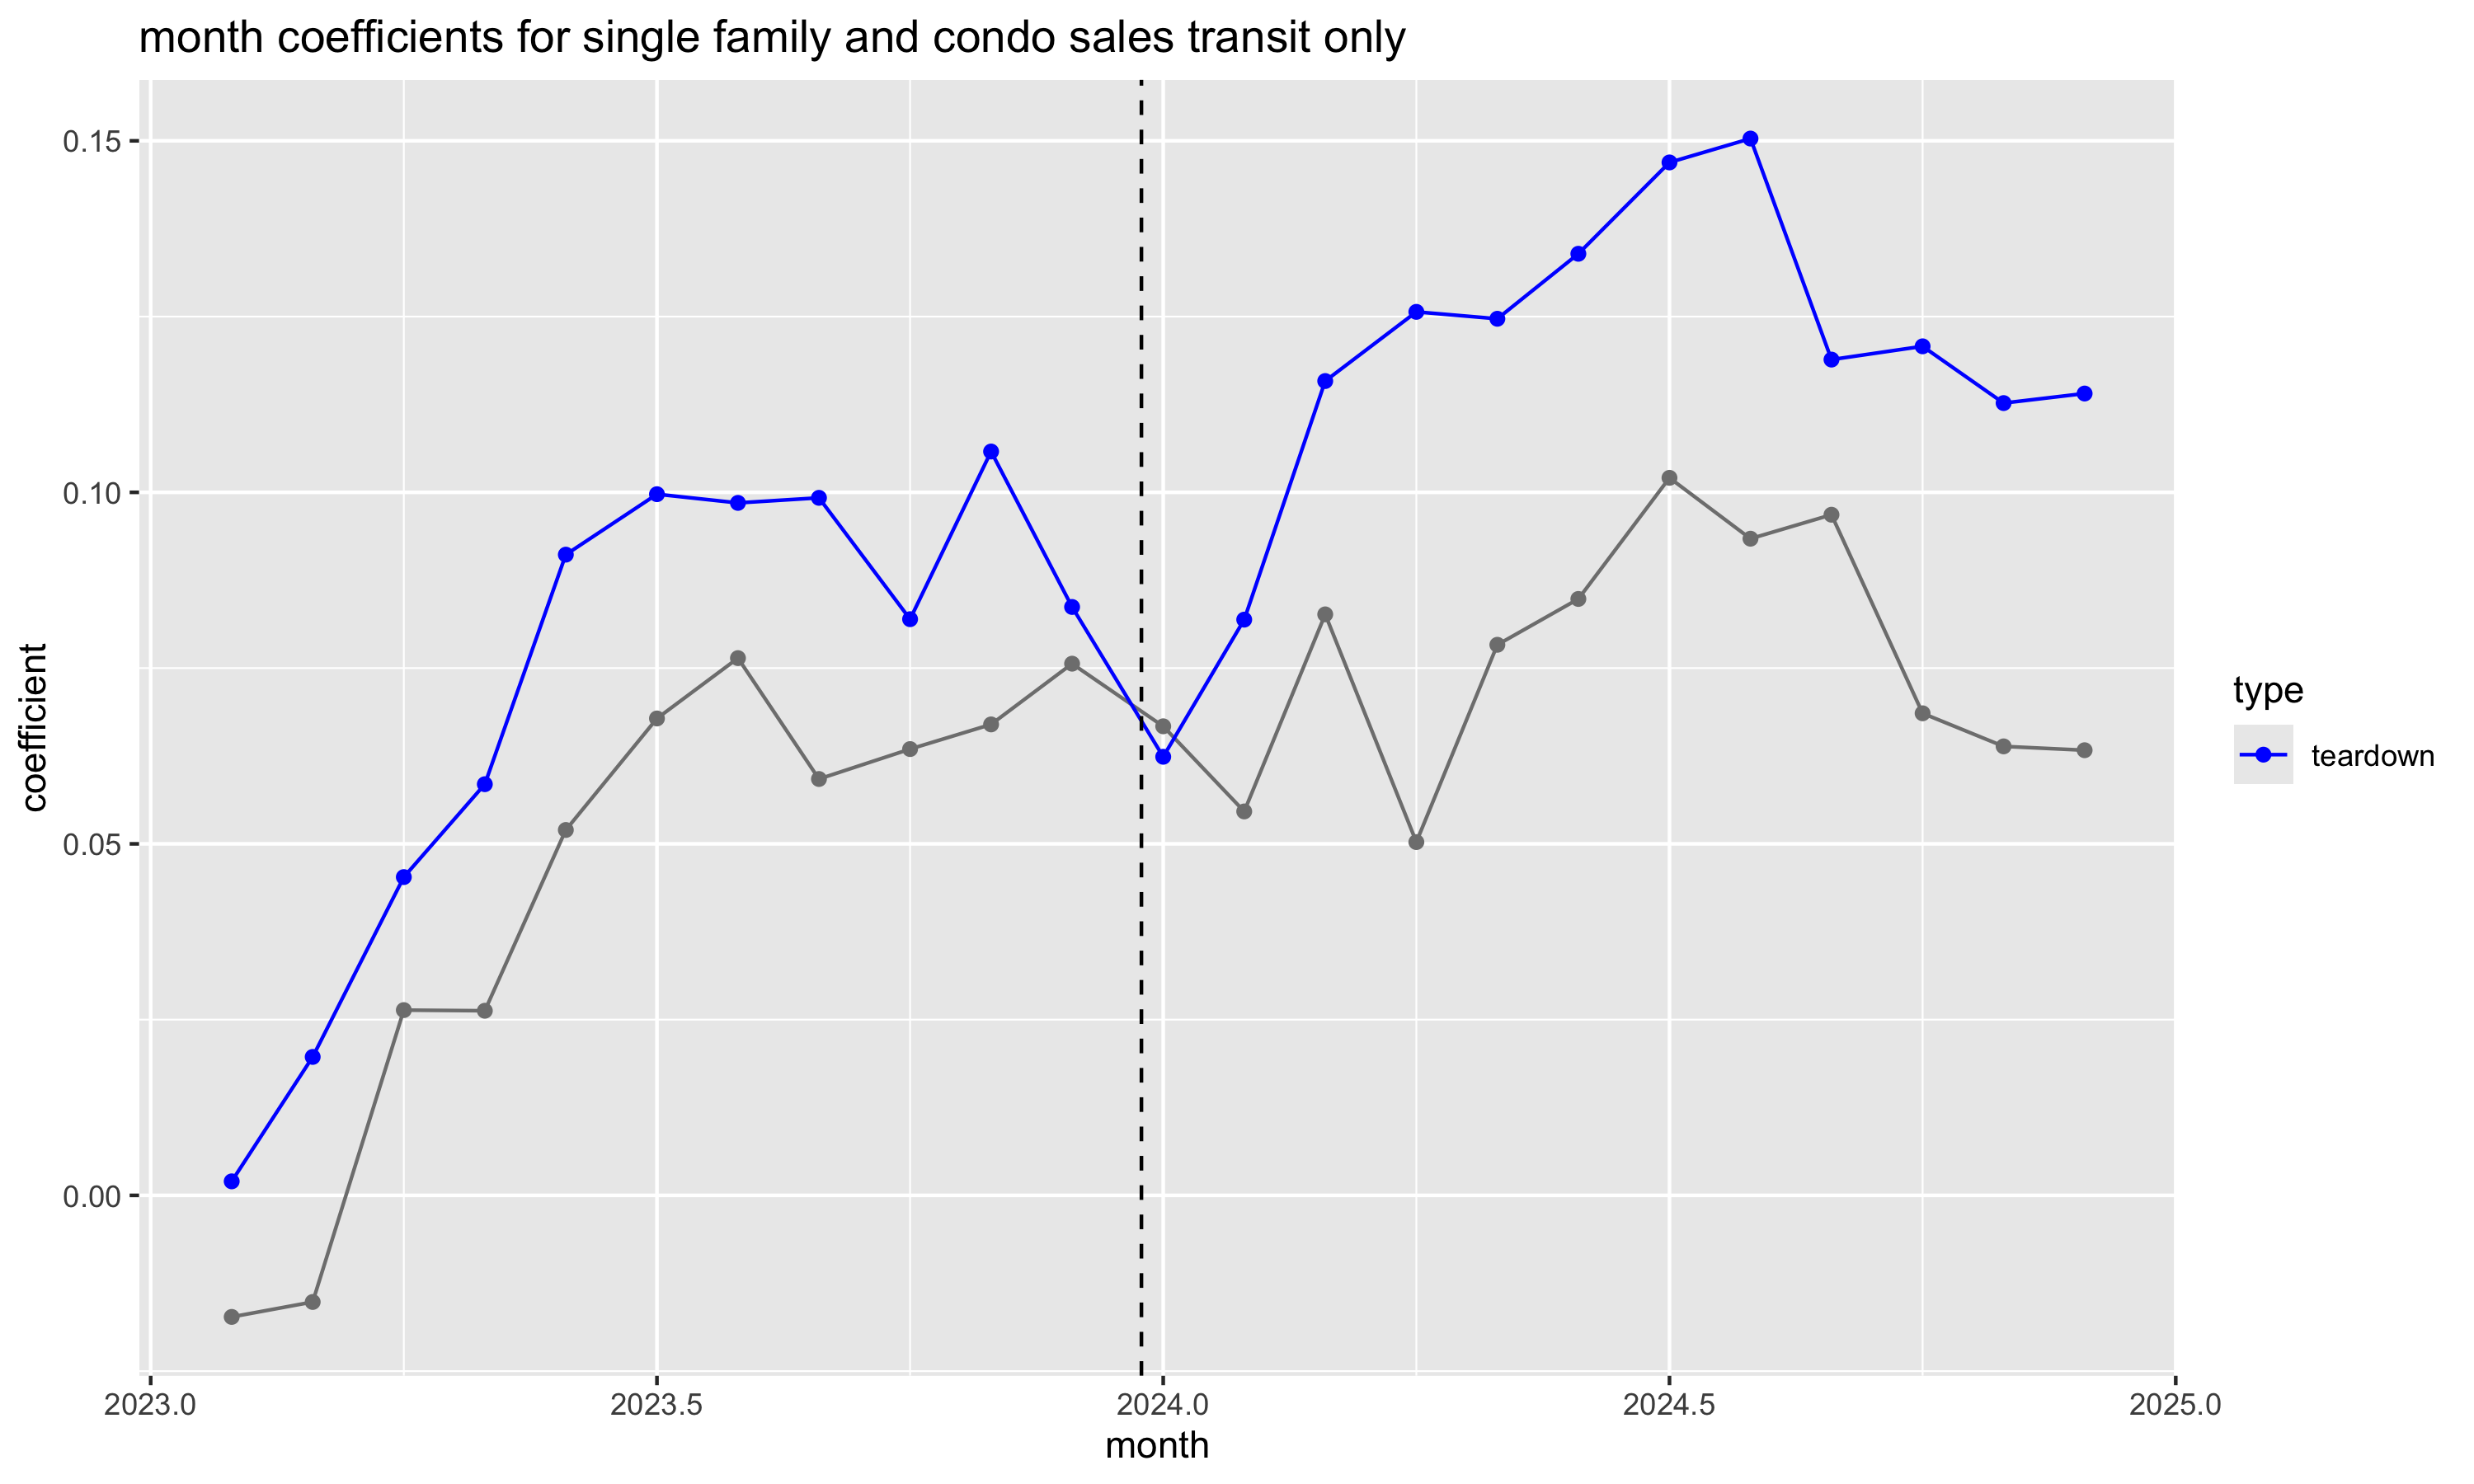 month coefficients for single family and condo sales transit only
0.15
0.10
0.05
0.00
coefficient
2023.0 2023.5 2024.0 2024.5 2025.0
month
type
teardown